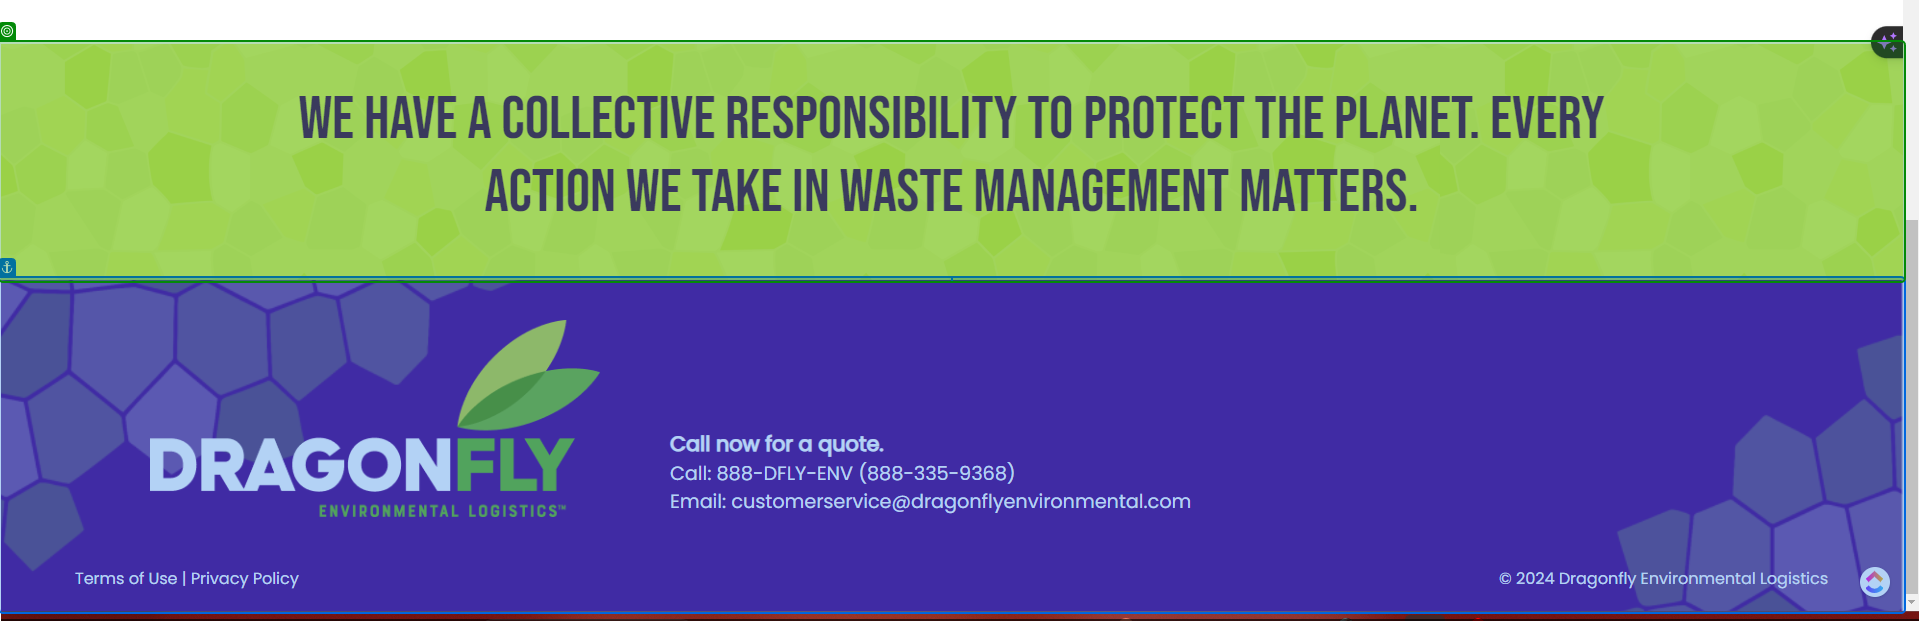 WE HAVE A COLLECTIVE RESPONSIBILITY TO PROTECT THE PLANET. EVERY
ACTION WE TAKE IN WASTE MANAGEMENT MATTERS.
DRAGONFLY
ENVIRONMENTAL LOGISTICS™
Call now for a quote.
Call: 888-DFLY-ENV (888-335-9368)
Email: customerservice@dragonflyenvironmental.com
Terms of Use | Privacy Policy
© 2024 Dragonfly Environmental Logistics